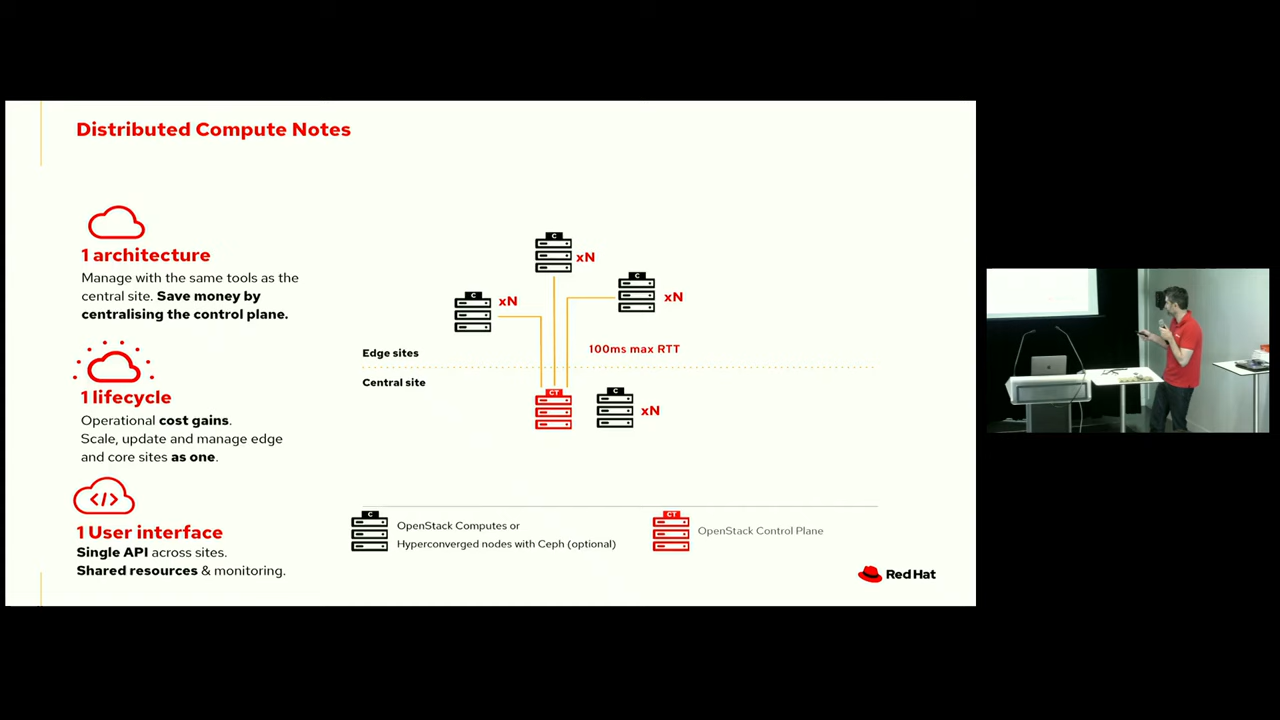 Distributed Compute Notes
1 architecture
Manage with the same tools as the
central site. Save money by
centralising the control plane.
1 lifecycle
Operational cost gains.
Scale, update and manage edge
and core sites as one.
1 User interface
Single API across sites.
Shared resources & monitoring.
C
xN
C
xN
C
xN
100ms max RTT
Edge sites
Central site
CT
C
xN
C
OpenStack Computes or
Hyperconverged nodes with Ceph (optional)
CT
OpenStack Control Plane
Red Hat